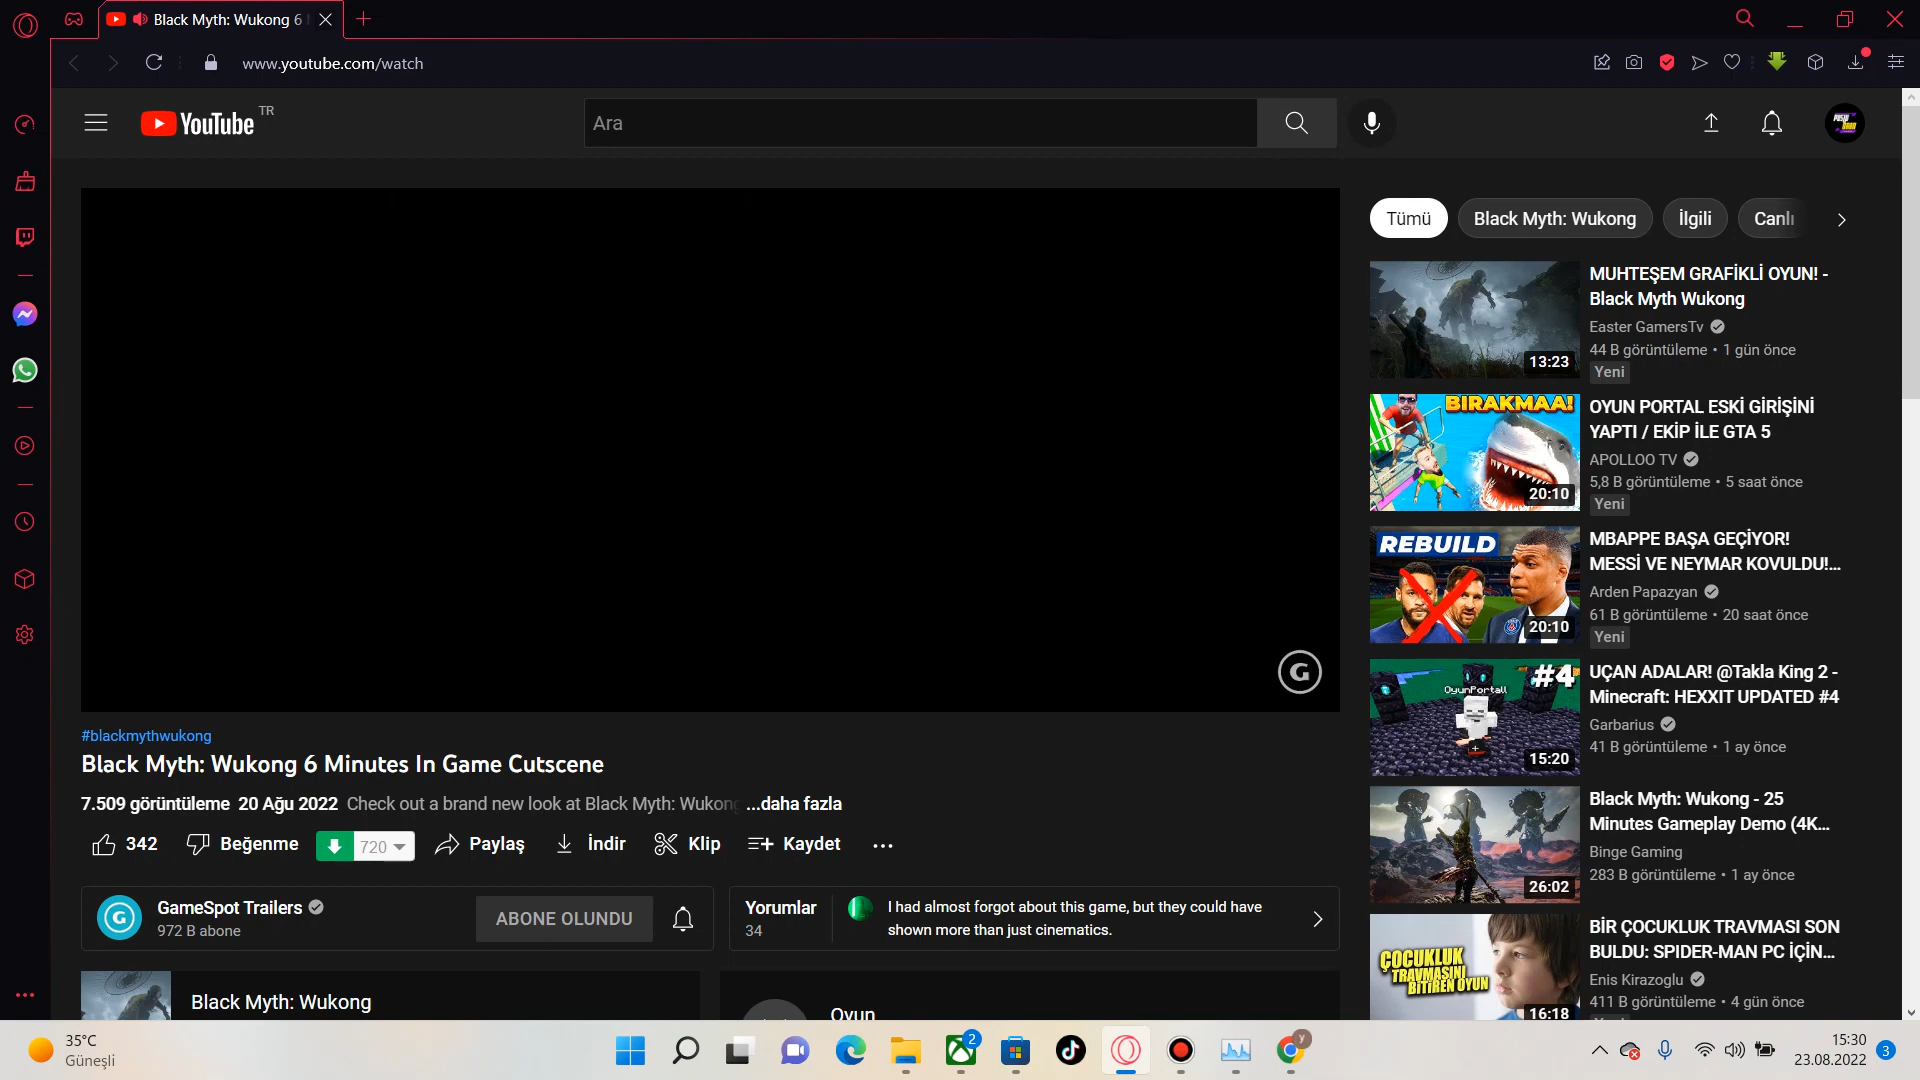 Black Myth: Wukong 6
www.youtube.com/watch
YouTube TR
Ara
Tümü
Black Myth: Wukong
İlgili
Canlı
MUHTEŞEM GRAFİKLİ OYUN! -
Black Myth Wukong
Easter GamersTv
44 B görüntüleme • 1 gün önce
Yeni
13:23
BIRAKMAA!
20:10
OYUN PORTAL ESKİ GİRİŞİNİ
YAPTI / EKİP İLE GTA 5
APOLLOO TV
5,8 B görüntüleme • 5 saat önce
Yeni
REBUILD
20:10
MBAPPE BAŞA GEÇİYOR!
MESSİ VE NEYMAR KOVULDU!...
Arden Papazyan
61 B görüntüleme • 20 saat önce
Yeni
#4
OyunPortall
15:20
UÇAN ADALAR! @Takla King 2 -
Minecraft: HEXXIT UPDATED #4
Garbarius
41 B görüntüleme • 1 ay önce
26:02
Black Myth: Wukong - 25
Minutes Gameplay Demo (4K...
Binge Gaming
283 B görüntüleme • 1 ay önce
ÇOCUKLUK
TRAVMASINI
BİTİREN OYUN
16:18
BİR ÇOCUKLUK TRAVMASI SON
BULDU: SPIDER-MAN PC İÇİN...
Enis Kirazoglu
411 B görüntüleme • 4 gün önce
G
#blackmythwukong
Black Myth: Wukong 6 Minutes In Game Cutscene
7.509 görüntüleme 20 Ağu 2022 Check out a brand new look at Black Myth: Wukong ...daha fazla
342 Beğenme 720 Paylaş İndir Klip Kaydet ...
G
GameSpot Trailers
972 B abone
ABONE OLUNDU
Yorumlar
34
I had almost forgot about this game, but they could have
shown more than just cinematics.
Black Myth: Wukong
Oyun
35°C
Güneşli
2
y
15:30
23.08.2022
3